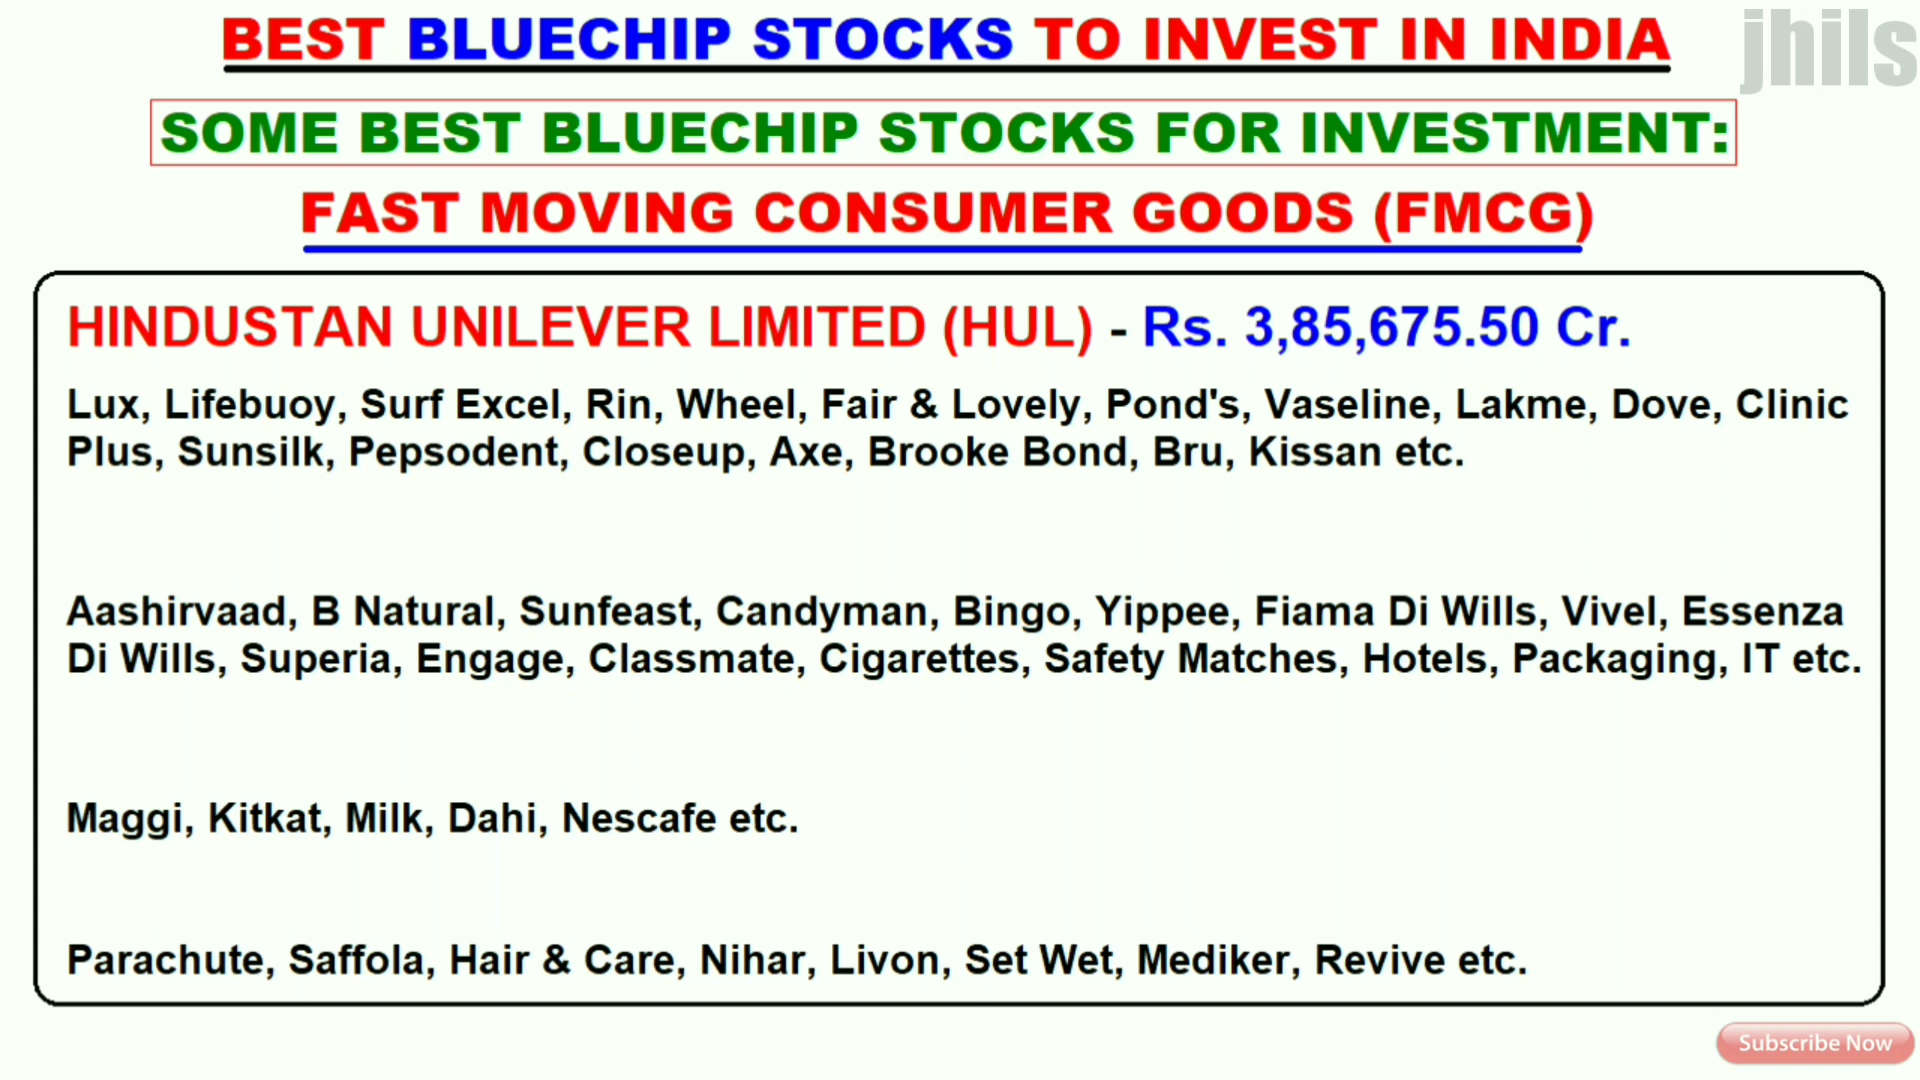 BEST BLUECHIP STOCKS TO INVEST IN INDIA
jhils
SOME BEST BLUECHIP STOCKS FOR INVESTMENT:
FAST MOVING CONSUMER GOODS (FMCG)
HINDUSTAN UNILEVER LIMITED (HUL) - Rs. 3,85,675.50 Cr.
Lux, Lifebuoy, Surf Excel, Rin, Wheel, Fair & Lovely, Pond's, Vaseline, Lakme, Dove, Clinic
Plus, Sunsilk, Pepsodent, Closeup, Axe, Brooke Bond, Bru, Kissan etc.
Aashirvaad, B Natural, Sunfeast, Candyman, Bingo, Yippee, Fiama Di Wills, Vivel, Essenza
Di Wills, Superia, Engage, Classmate, Cigarettes, Safety Matches, Hotels, Packaging, IT etc.
Maggi, Kitkat, Milk, Dahi, Nescafe etc.
Parachute, Saffola, Hair & Care, Nihar, Livon, Set Wet, Mediker, Revive etc.
Subscribe Now